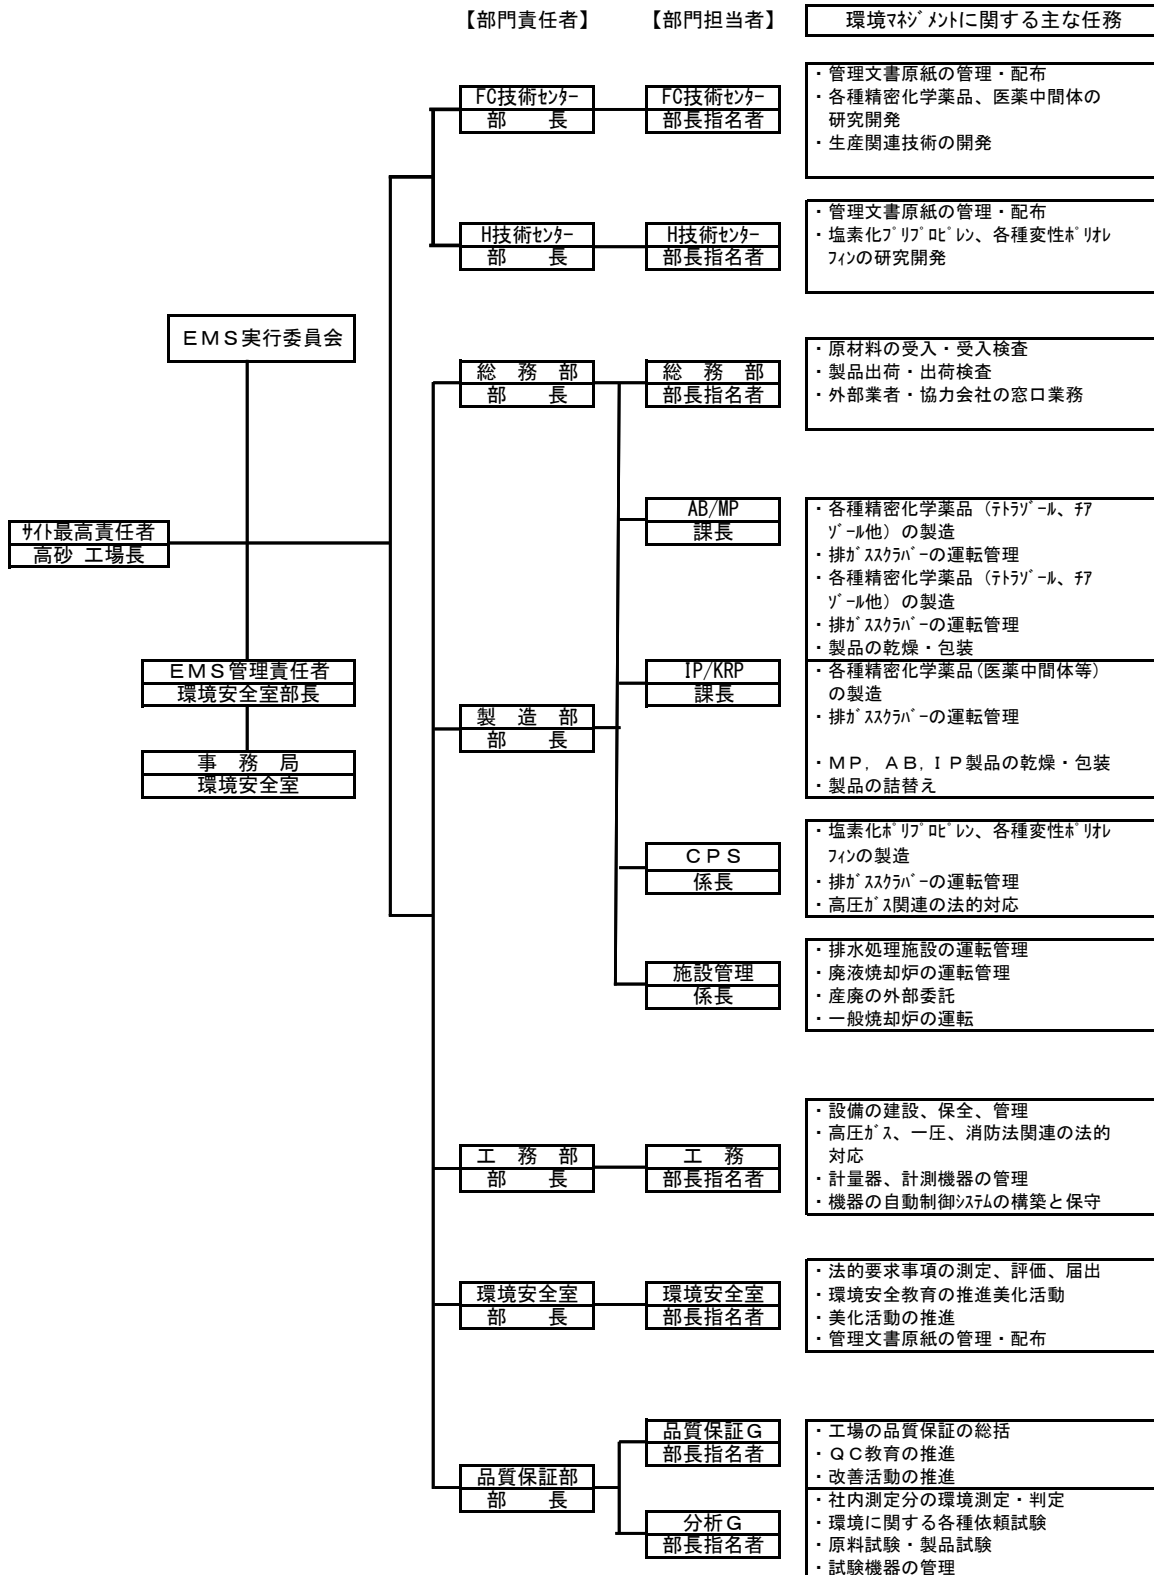 【部門責任者】 【部門担当者】 環境ﾏﾈｼﾞﾒﾝﾄに関する主な任務
FC技術ｾﾝﾀｰ
部　長
FC技術ｾﾝﾀｰ
部長指名者
・管理文書原紙の管理・配布
・各種精密化学薬品、医薬中間体の
研究開発
・生産関連技術の開発
H技術ｾﾝﾀｰ
部　長
H技術ｾﾝﾀｰ
部長指名者
・管理文書原紙の管理・配布
・塩素化ﾌﾟﾘﾌﾟﾛﾋﾟﾚﾝ、各種変性ﾎﾟﾘｵﾚ
ﾌｨﾝの研究開発
ＥＭＳ実行委員会
総　務　部
部　長
総　務　部
部長指名者
・原材料の受入・受入検査
・製品出荷・出荷検査
・外部業者・協力会社の窓口業務
ｻｲﾄ最高責任者
高砂 工場長
AB/MP
課長
・各種精密化学薬品（ﾃﾄﾗｿﾞｰﾙ、ﾁｱ
ｿﾞｰﾙ他）の製造
・排ｶﾞｽｽｸﾗﾊﾞｰの運転管理
・各種精密化学薬品（ﾃﾄﾗｿﾞｰﾙ、ﾁｱ
ｿﾞｰﾙ他）の製造
・排ｶﾞｽｽｸﾗﾊﾞｰの運転管理
・製品の乾燥・包装
ＥＭＳ管理責任者
環境安全室部長
事　務　局
環境安全室
製　造　部
部　長
IP/KRP
課長
・各種精密化学薬品(医薬中間体等)
の製造
・排ｶﾞｽｽｸﾗﾊﾞｰの運転管理
・ＭＰ，ＡＢ,ＩＰ製品の乾燥・包装
・製品の詰替え
ＣＰＳ
係長
・塩素化ﾎﾟﾘﾌﾟﾛﾋﾟﾚﾝ、各種変性ﾎﾟﾘｵﾚ
ﾌｨﾝの製造
・排ｶﾞｽｽｸﾗﾊﾞｰの運転管理
・高圧ｶﾞｽ関連の法的対応
施設管理
係長
・排水処理施設の運転管理
・廃液焼却炉の運転管理
・産廃の外部委託
・一般焼却炉の運転
工　務　部
部　長
工　務
部長指名者
・設備の建設、保全、管理
・高圧ｶﾞｽ、一圧、消防法関連の法的
対応
・計量器、計測機器の管理
・機器の自動制御ｼｽﾃﾑの構築と保守
環境安全室
部　長
環境安全室
部長指名者
・法的要求事項の測定、評価、届出
・環境安全教育の推進美化活動
・美化活動の推進
・管理文書原紙の管理・配布
品質保証部
部　長
品質保証Ｇ
部長指名者
・工場の品質保証の総括
・ＱＣ教育の推進
・改善活動の推進
分析Ｇ
部長指名者
・社内測定分の環境測定・判定
・環境に関する各種依頼試験
・原料試験・製品試験
・試験機器の管理